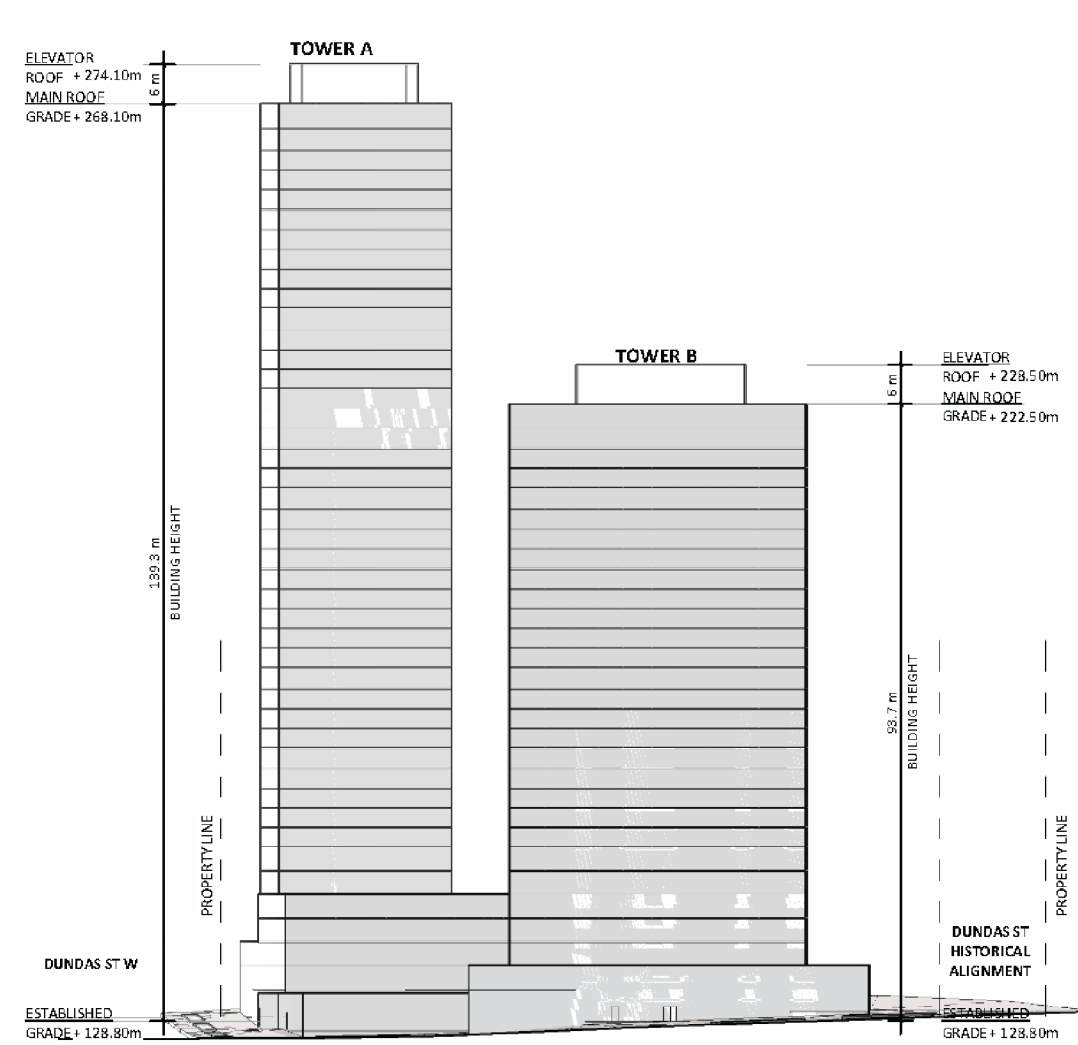 TOWER A
ELEVATOR
ROOF + 274.10m
6 m
MAIN ROOF
GRADE + 268.10m
TOWER B
ELEVATOR
ROOF + 228.50m
6 m
MAIN ROOF
GRADE + 222.50m
139.3 m
BUILDING HEIGHT
93.7 m
BUILDING HEIGHT
PROPERTY LINE
PROPERTY LINE
DUNDAS ST W
DUNDAS ST
HISTORICAL
ALIGNMENT
ESTABLISHED
GRADE + 128.80m
ESTABLISHED
GRADE + 128.80m